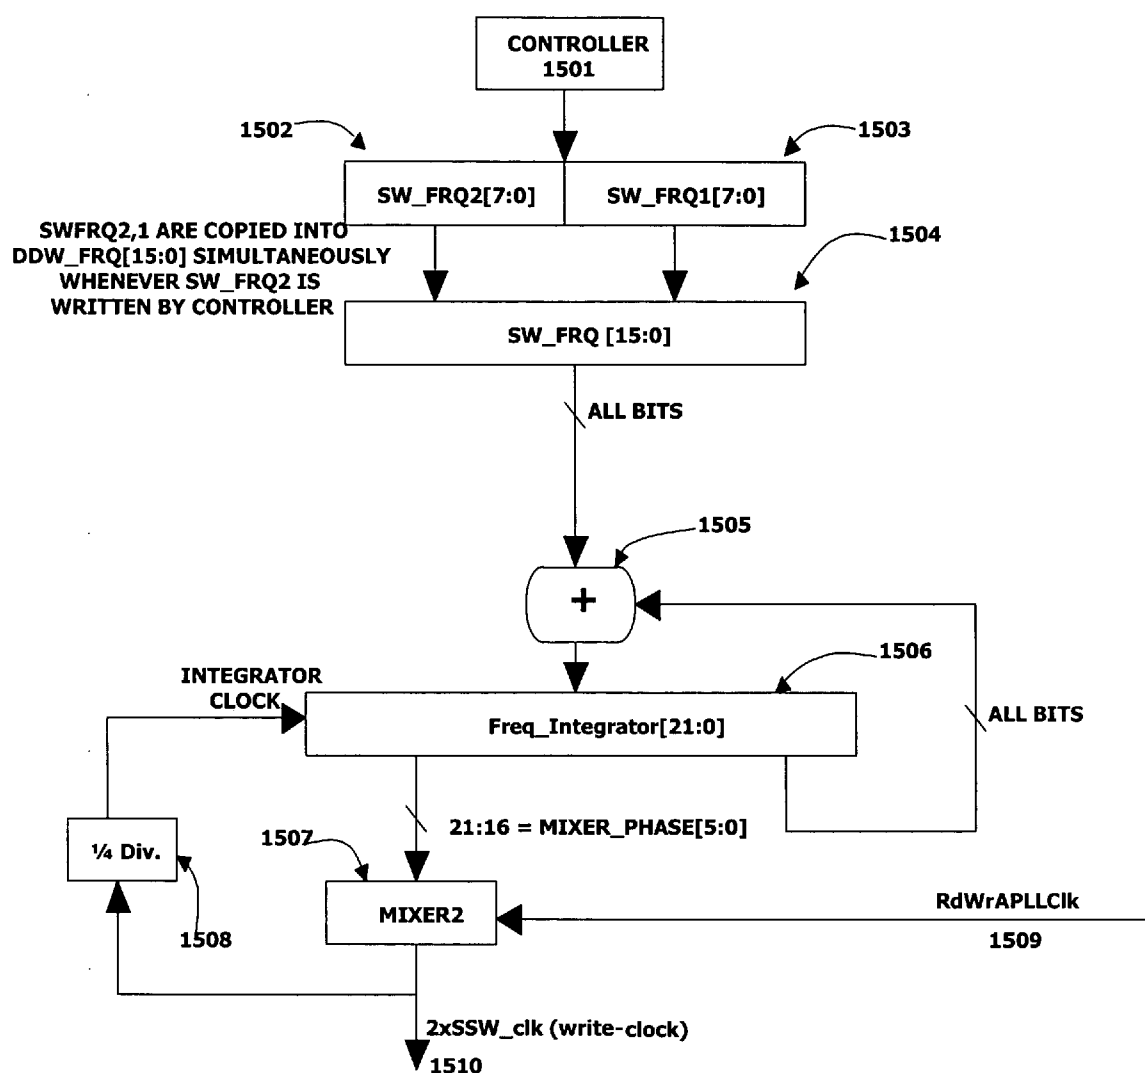 CONTROLLER
1501
1502
1503
SW_FRQ2[7:0]
SW_FRQ1[7:0]
SWFRQ2,1 ARE COPIED INTO
DDW_FRQ[15:0] SIMULTANEOUSLY
WHENEVER SW_FRQ2 IS
WRITTEN BY CONTROLLER
1504
SW_FRQ [15:0]
ALL BITS
1505
+
1506
INTEGRATOR
CLOCK
Freq_Integrator[21:0]
ALL BITS
21:16 = MIXER_PHASE[5:0]
1507
¼ Div.
1508
MIXER2
RdWrAPLLClk
1509
2xSSW_clk (write-clock)
1510